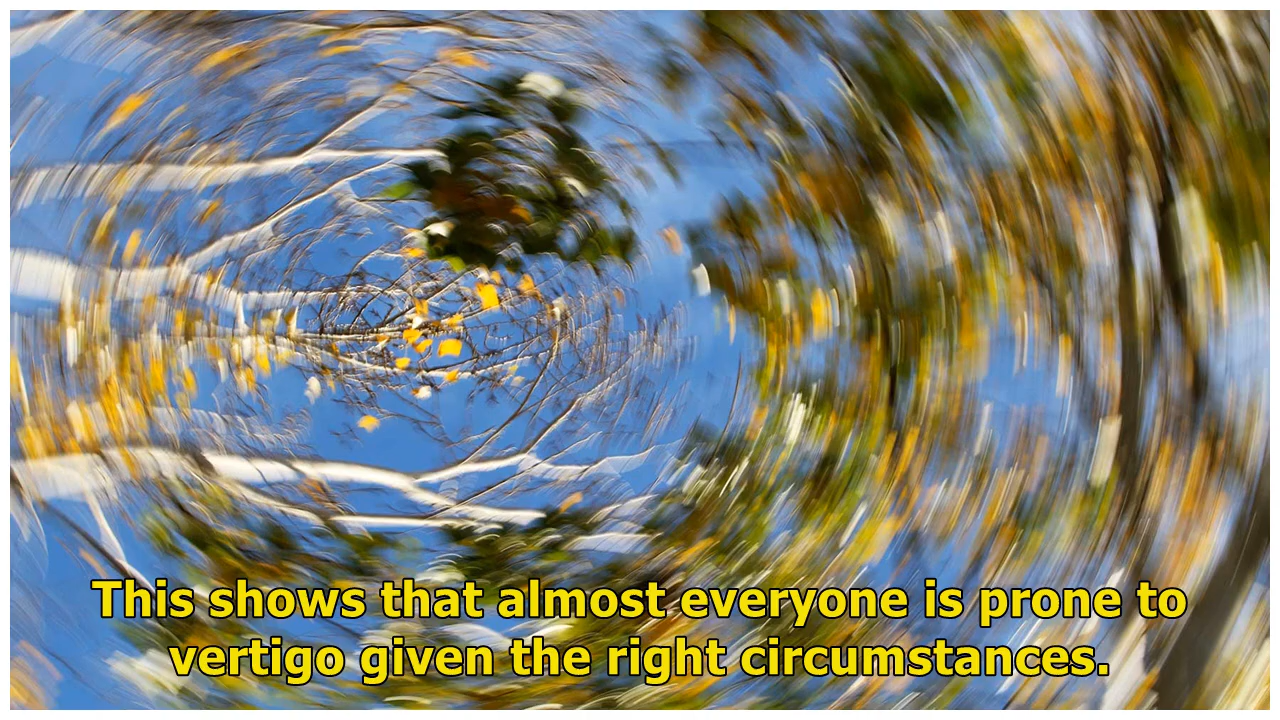 This shows that almost everyone is prone to
vertigo given the right circumstances.